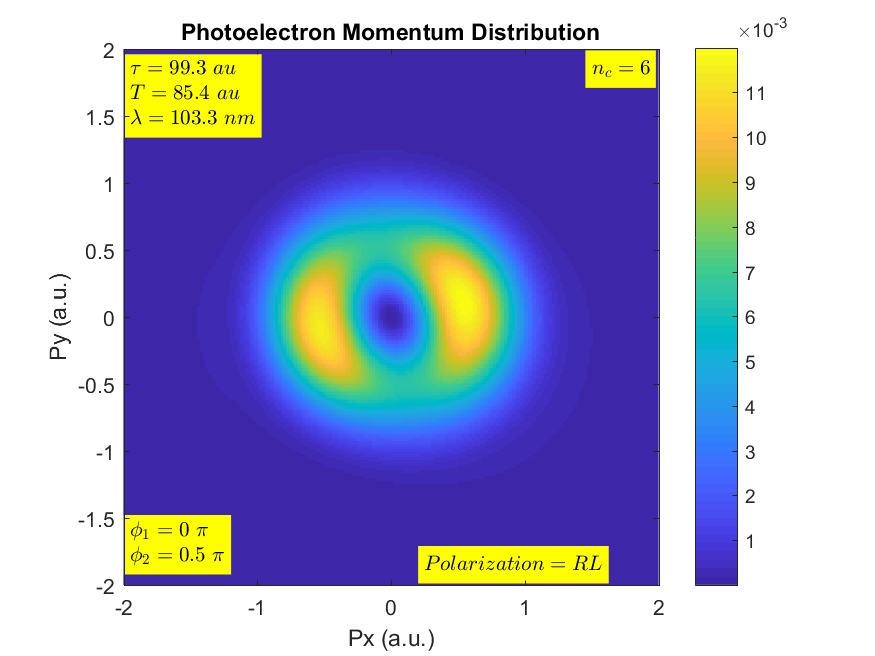 Photoelectron Momentum Distribution
×10⁻³
τ = 99.3 au
T = 85.4 au
λ = 103.3 nm
n_c = 6
2
1.5
1
0.5
0
-0.5
-1
-1.5
-2
Py (a.u.)
11
10
9
8
7
6
5
4
3
2
1
ϕ₁ = 0 π
ϕ₂ = 0.5 π
Polarization = RL
-2 -1 0 1 2
Px (a.u.)